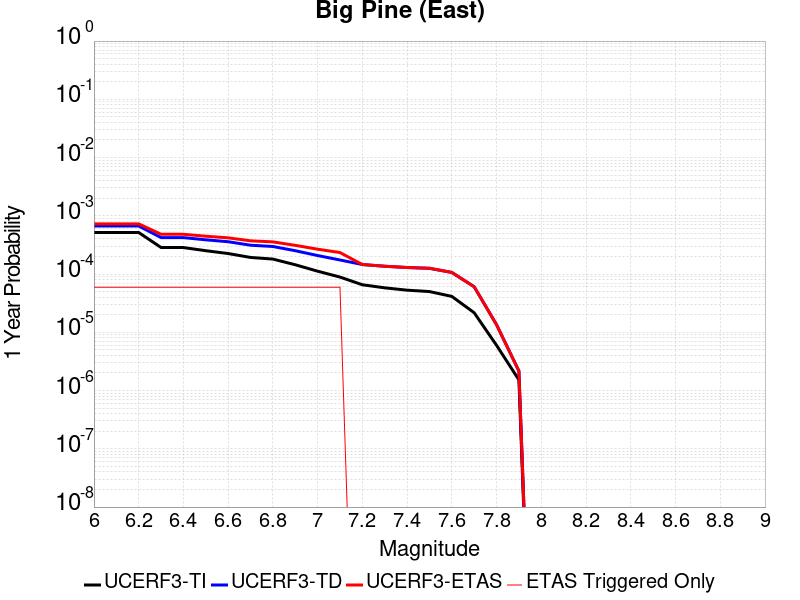 Big Pine (East)
10^0
10^-1
10^-2
10^-3
10^-4
10^-5
10^-6
10^-7
10^-8
1 Year Probability
6 6.2 6.4 6.6 6.8 7 7.2 7.4 7.6 7.8 8 8.2 8.4 8.6 8.8 9
Magnitude
UCERF3-TI UCERF3-TD UCERF3-ETAS ETAS Triggered Only